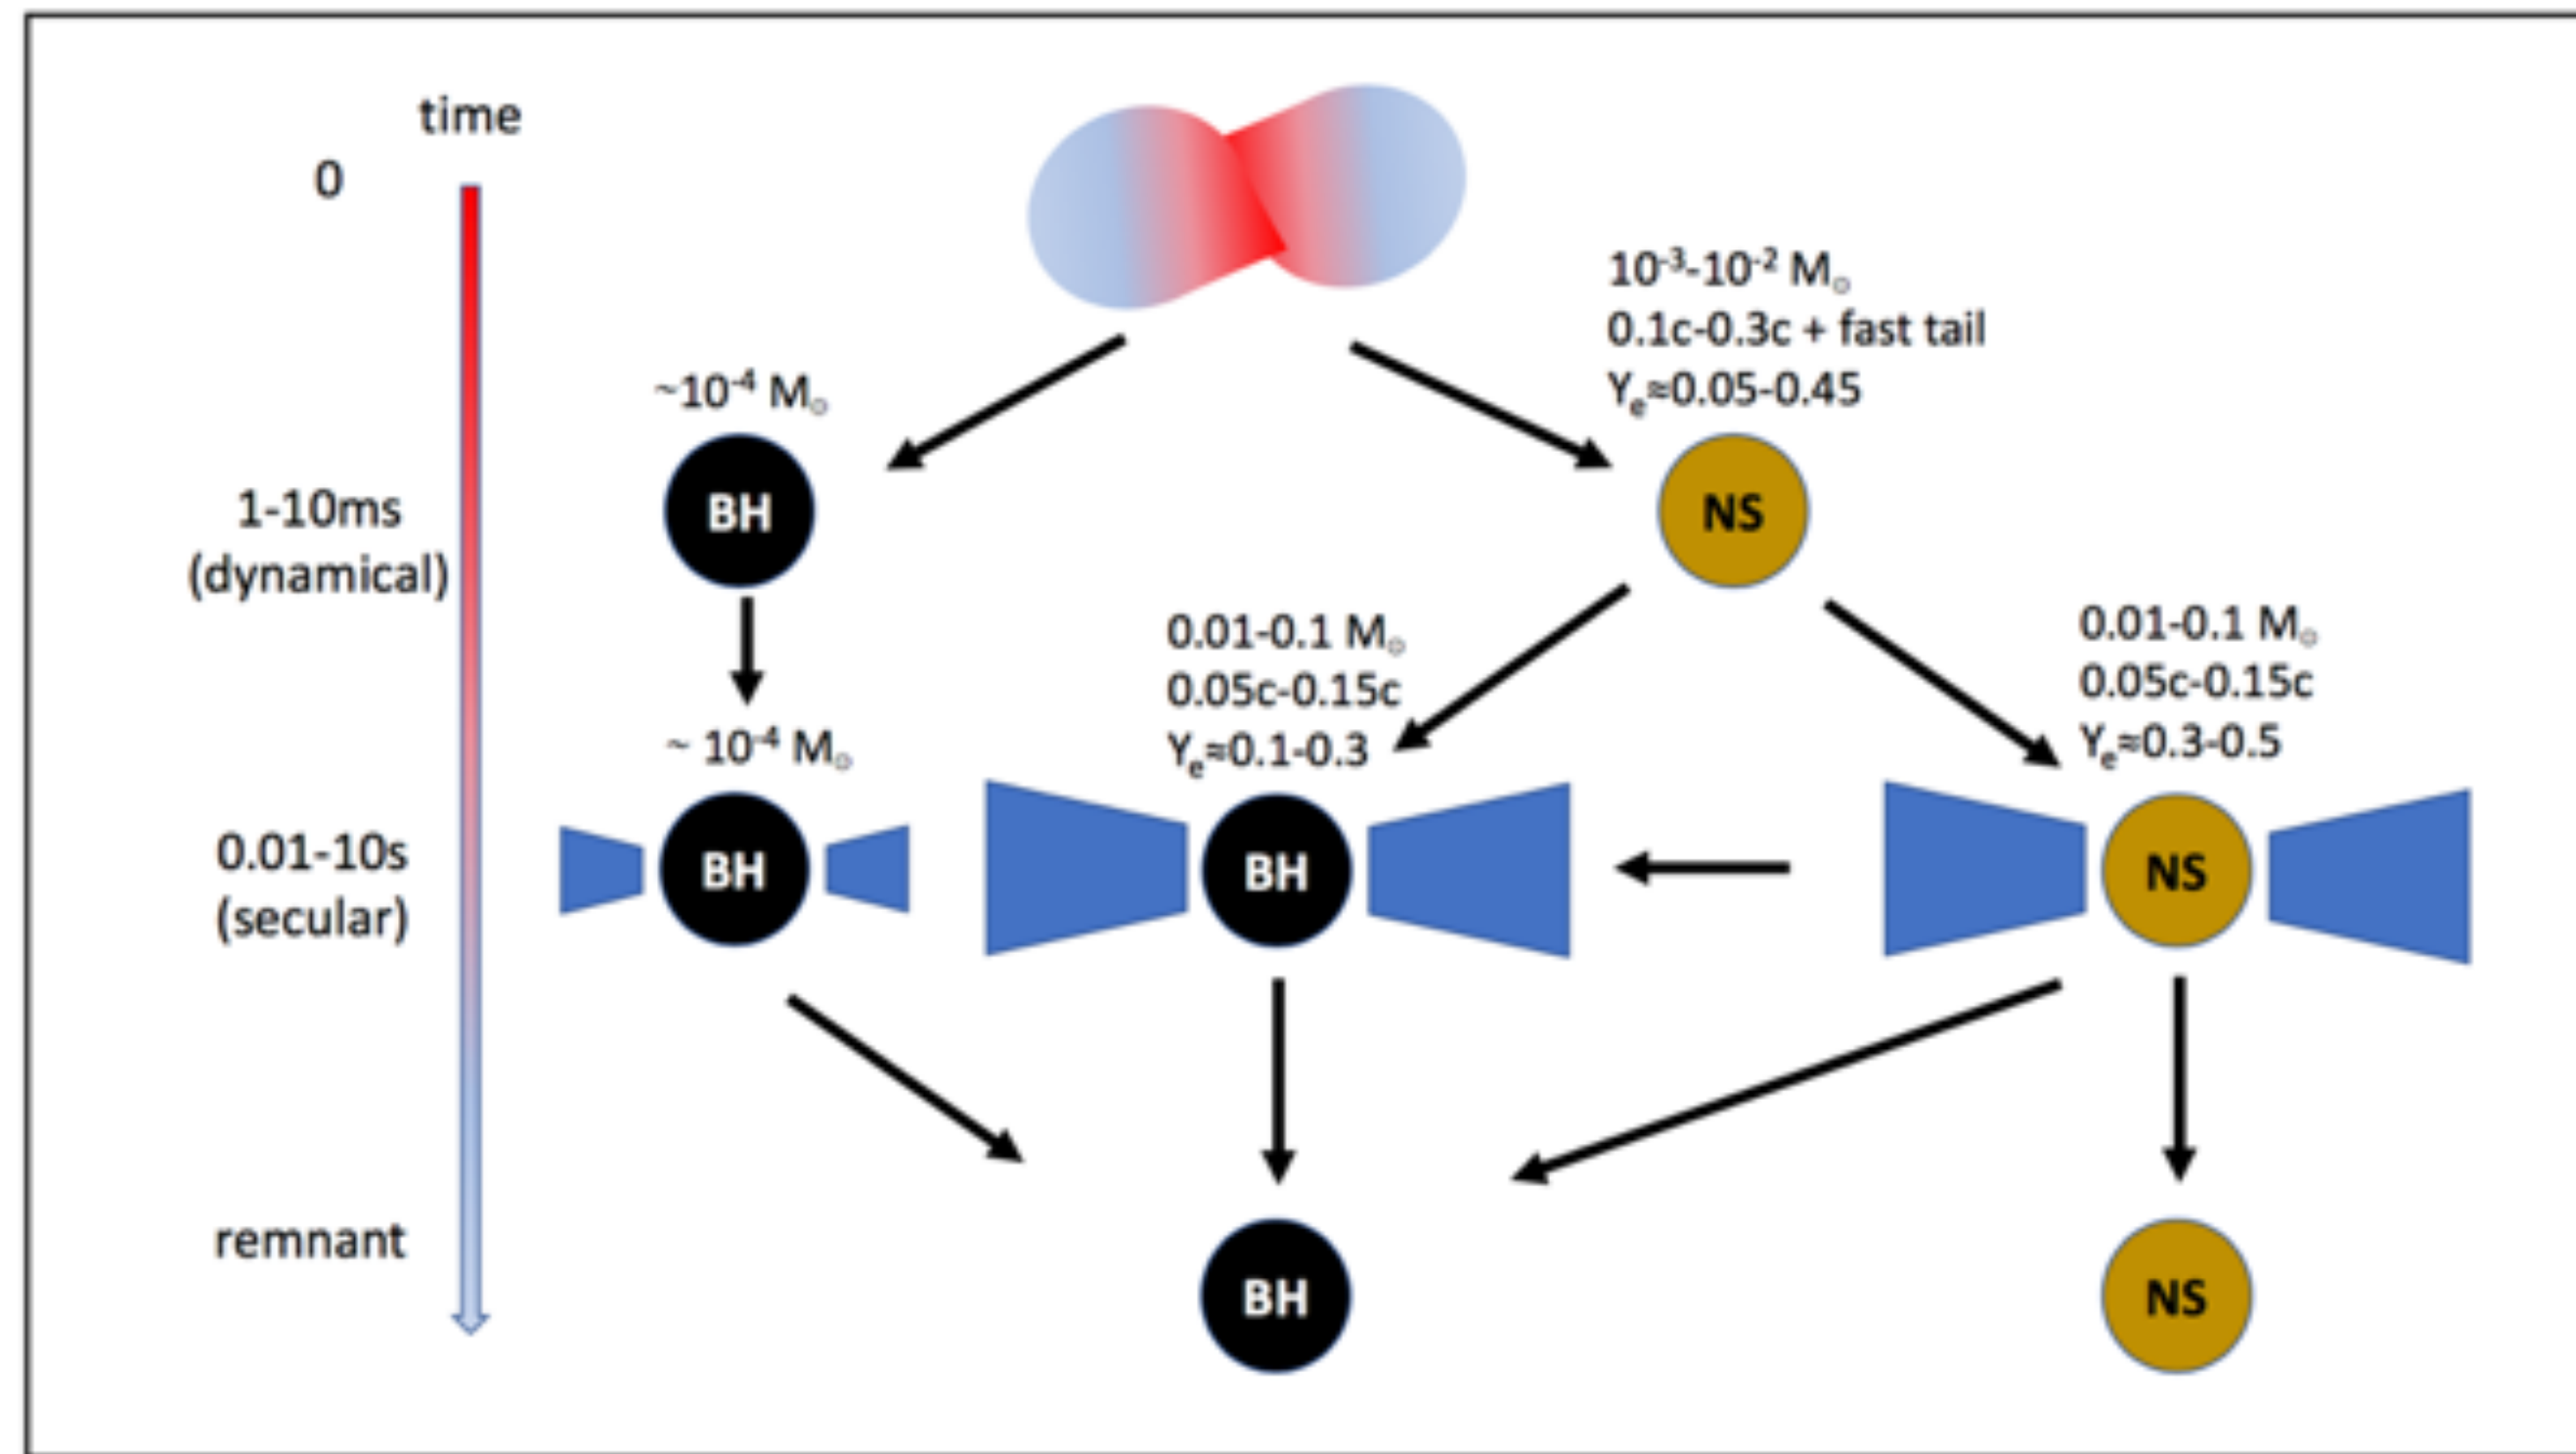 time
0
10⁻³-10⁻² M☉
0.1c-0.3c + fast tail
Yₑ≈0.05-0.45
~10⁻⁴ M☉
BH
NS
1-10ms
(dynamical)
0.01-0.1 M☉
0.05c-0.15c
Yₑ≈0.1-0.3
0.01-0.1 M☉
0.05c-0.15c
Yₑ≈0.3-0.5
~ 10⁻⁴ M☉
0.01-10s
(secular)
BH
BH
NS
remnant
BH
NS